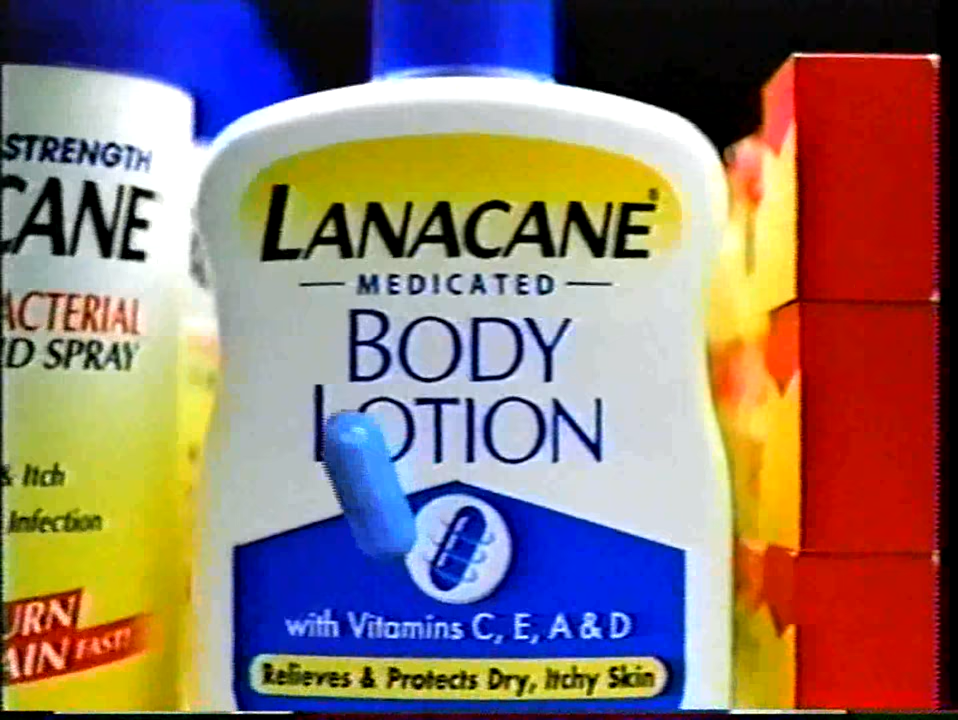 STRENGTH
CANE
ACTERIAL
D SPRAY
& Itch
Infection
URN
AIN FAST!
LANACANE®
MEDICATED
BODY
LOTION
with Vitamins C, E, A & D
Relieves & Protects Dry, Itchy Skin